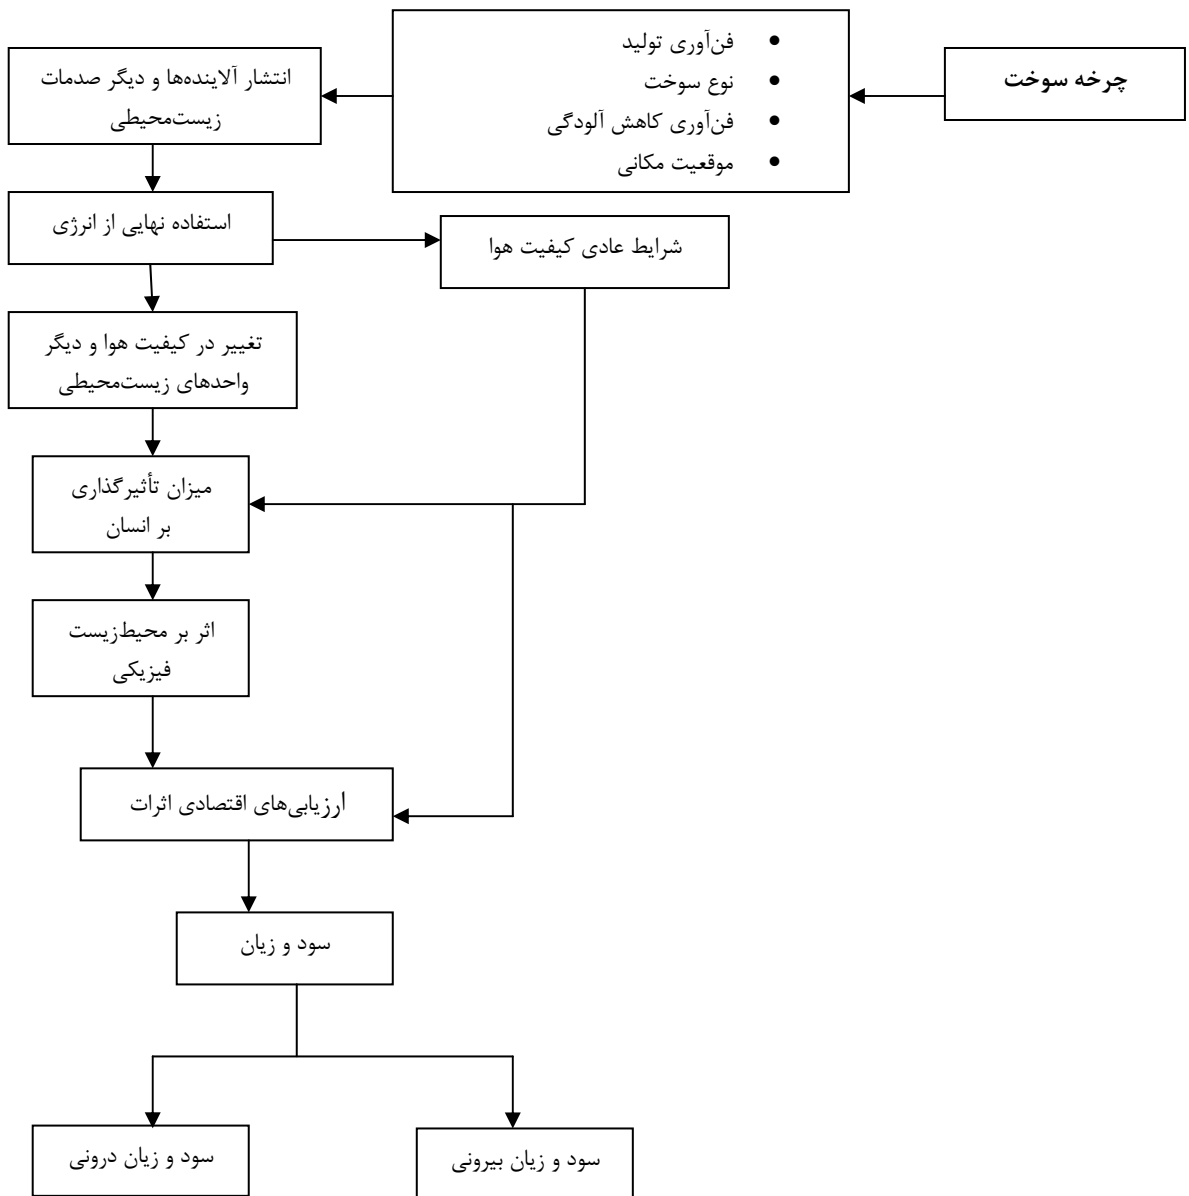 چرخه سوخت
• فن‌آوری تولید
• نوع سوخت
• فن‌آوری کاهش آلودگی
• موقعیت مکانی
انتشار آلاینده‌ها و دیگر صدمات
زیست‌محیطی
استفاده نهایی از انرژی
شرایط عادی کیفیت هوا
تغییر در کیفیت هوا و دیگر
واحدهای زیست‌محیطی
میزان تأثیرگذاری
بر انسان
اثر بر محیط‌زیست
فیزیکی
ارزیابی‌های اقتصادی اثرات
سود و زیان
سود و زیان بیرونی
سود و زیان درونی